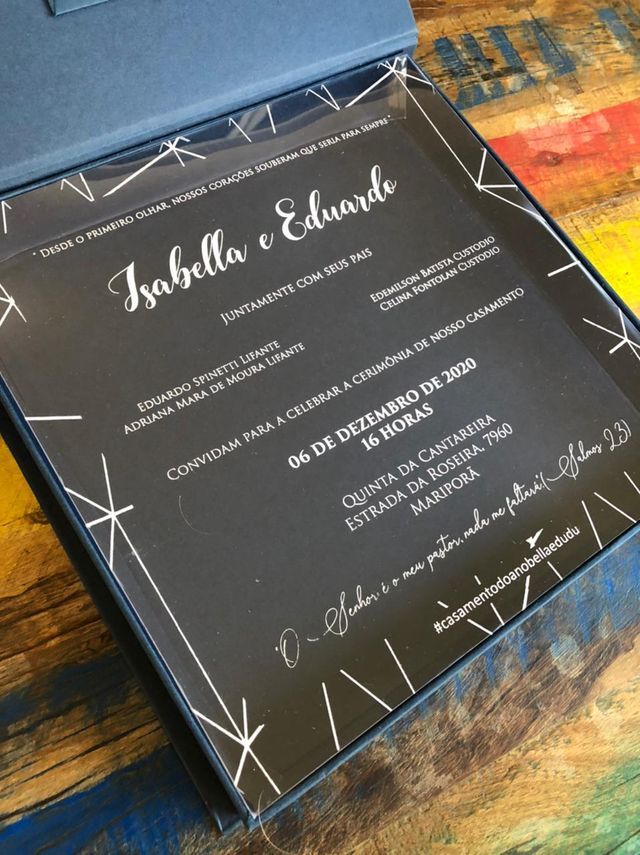 " DESDE O PRIMEIRO OLHAR, NOSSOS CORAÇÕES SOUBERAM QUE SERIA PARA SEMPRE"
Isabella e Eduardo
JUNTAMENTE COM SEUS PAIS
EDUARDO SPINETTI LIFANTE
ADRIANA MARA DE MOURA LIFANTE
EDEMILSON BATISTA CUSTODIO
CELINA FONTOLAN CUSTODIO
CONVIDAM PARA A CELEBRAR A CERIMÔNIA DE NOSSO CASAMENTO
06 DE DEZEMBRO DE 2020
16 HORAS
QUINTA DA CANTAREIRA
ESTRADA DA ROSEIRA, 7960
MARIPORÃ
"O Senhor é o meu pastor, nada me faltará."(Salmos 23)
#casamentodoanobellaedudu